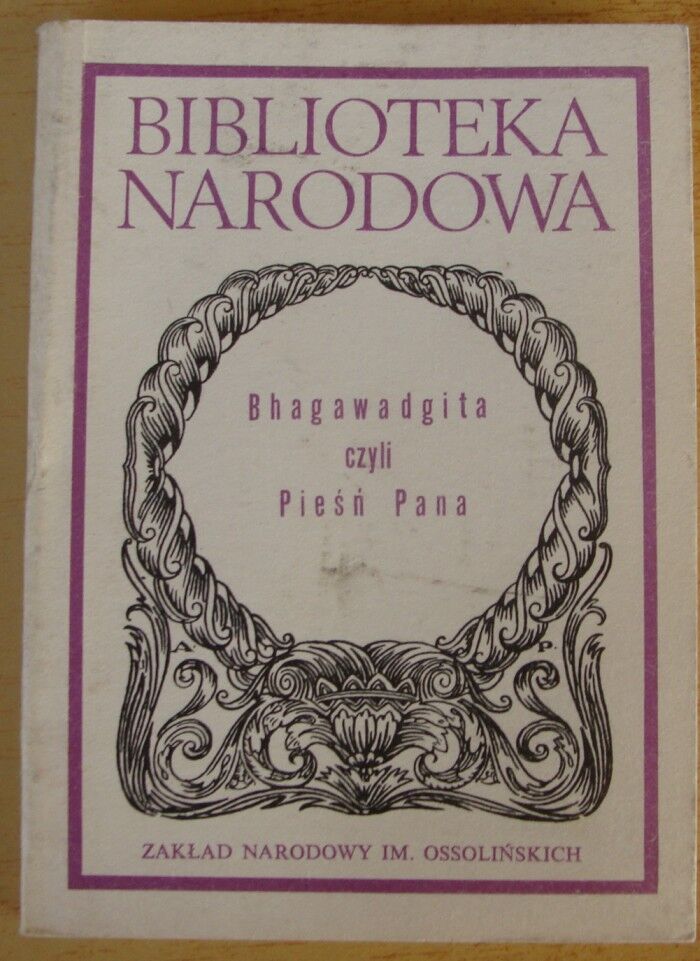 BIBLIOTEKA
NARODOWA
Bhagawadgita
czyli
Pieśń Pana
A. P.
ZAKŁAD NARODOWY IM. OSSOLIŃSKICH